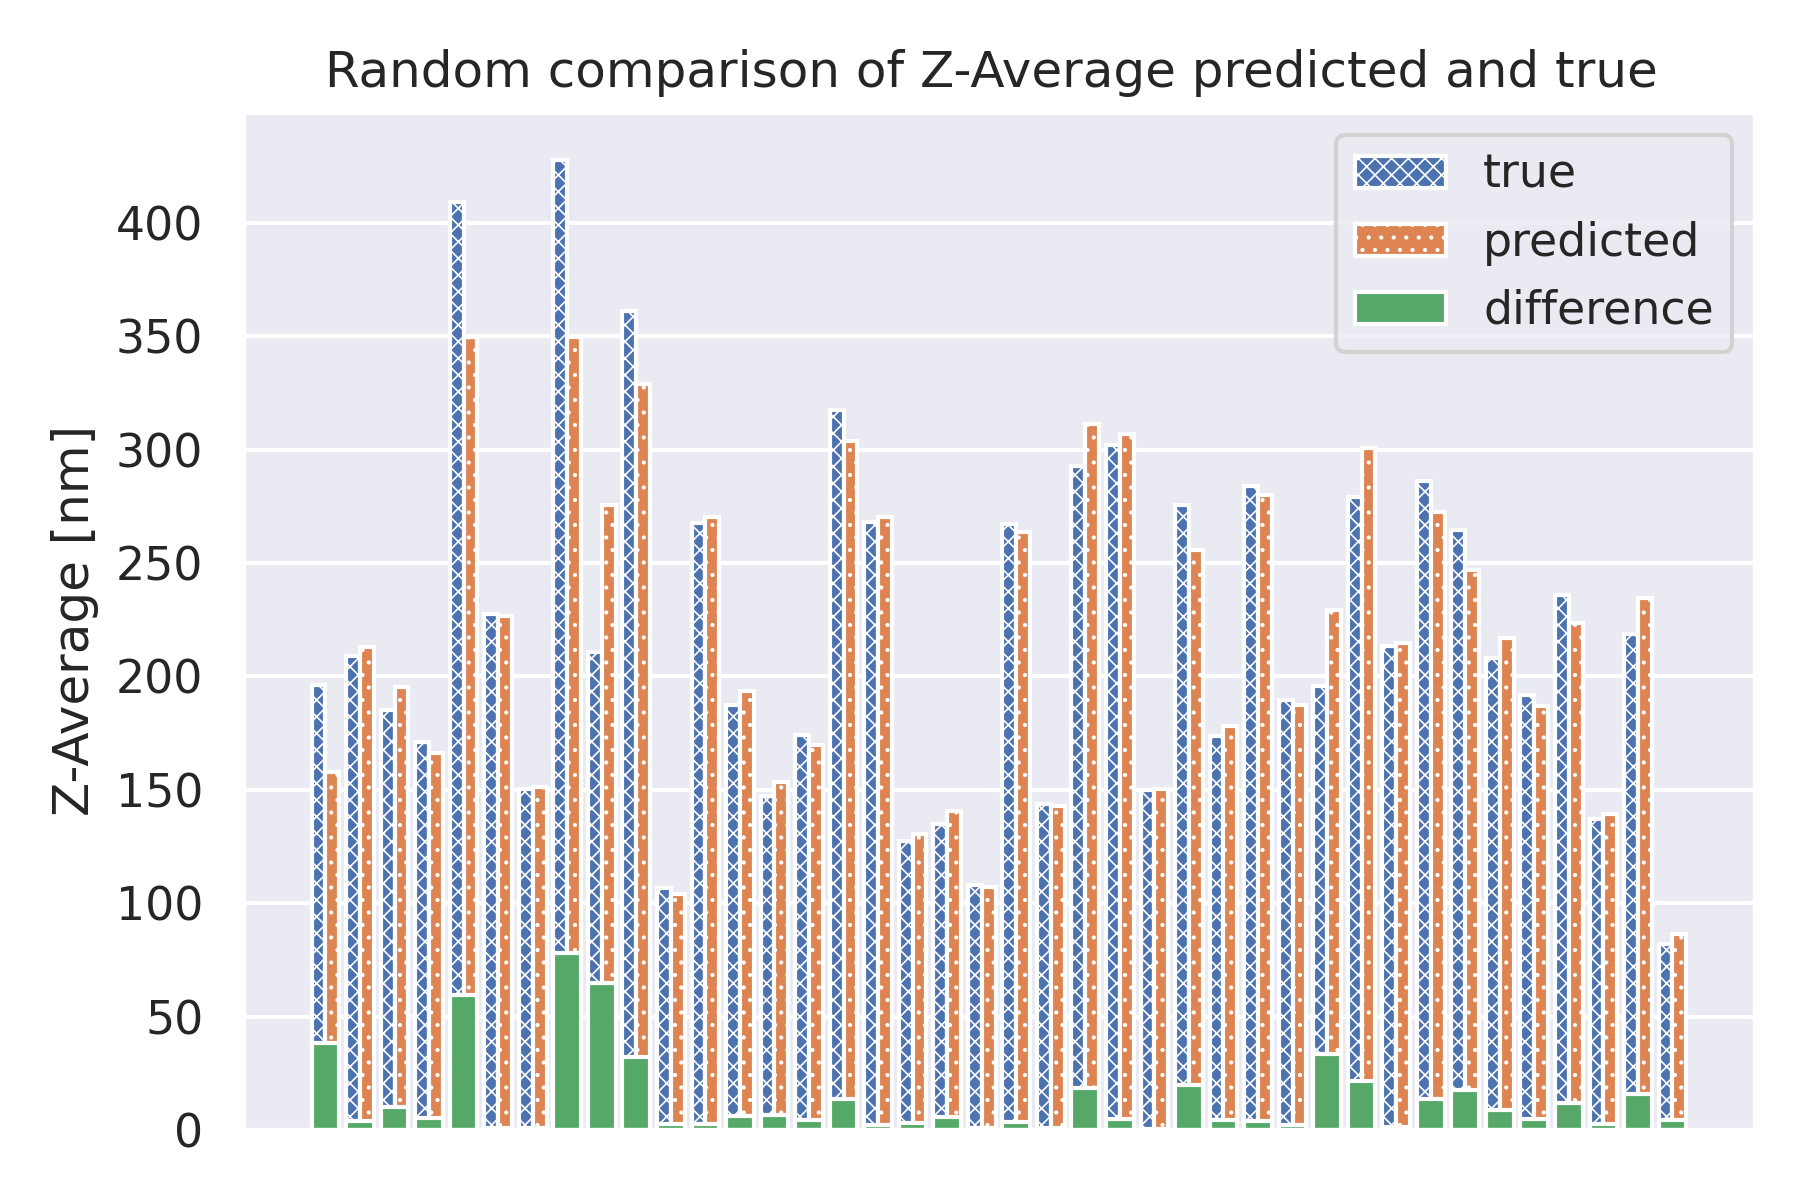 Random comparison of Z-Average predicted and true
true
predicted
difference
Z-Average [nm]
400
350
300
250
200
150
100
50
0